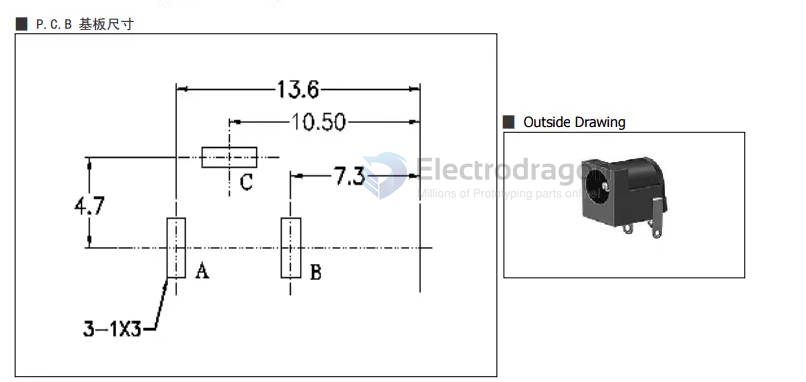 P.C.B 基板尺寸
13.6
10.50
Outside Drawing
Electrodrago
Millions of Prototyping parts online!
C
7.3
4.7
A
B
3-1X3